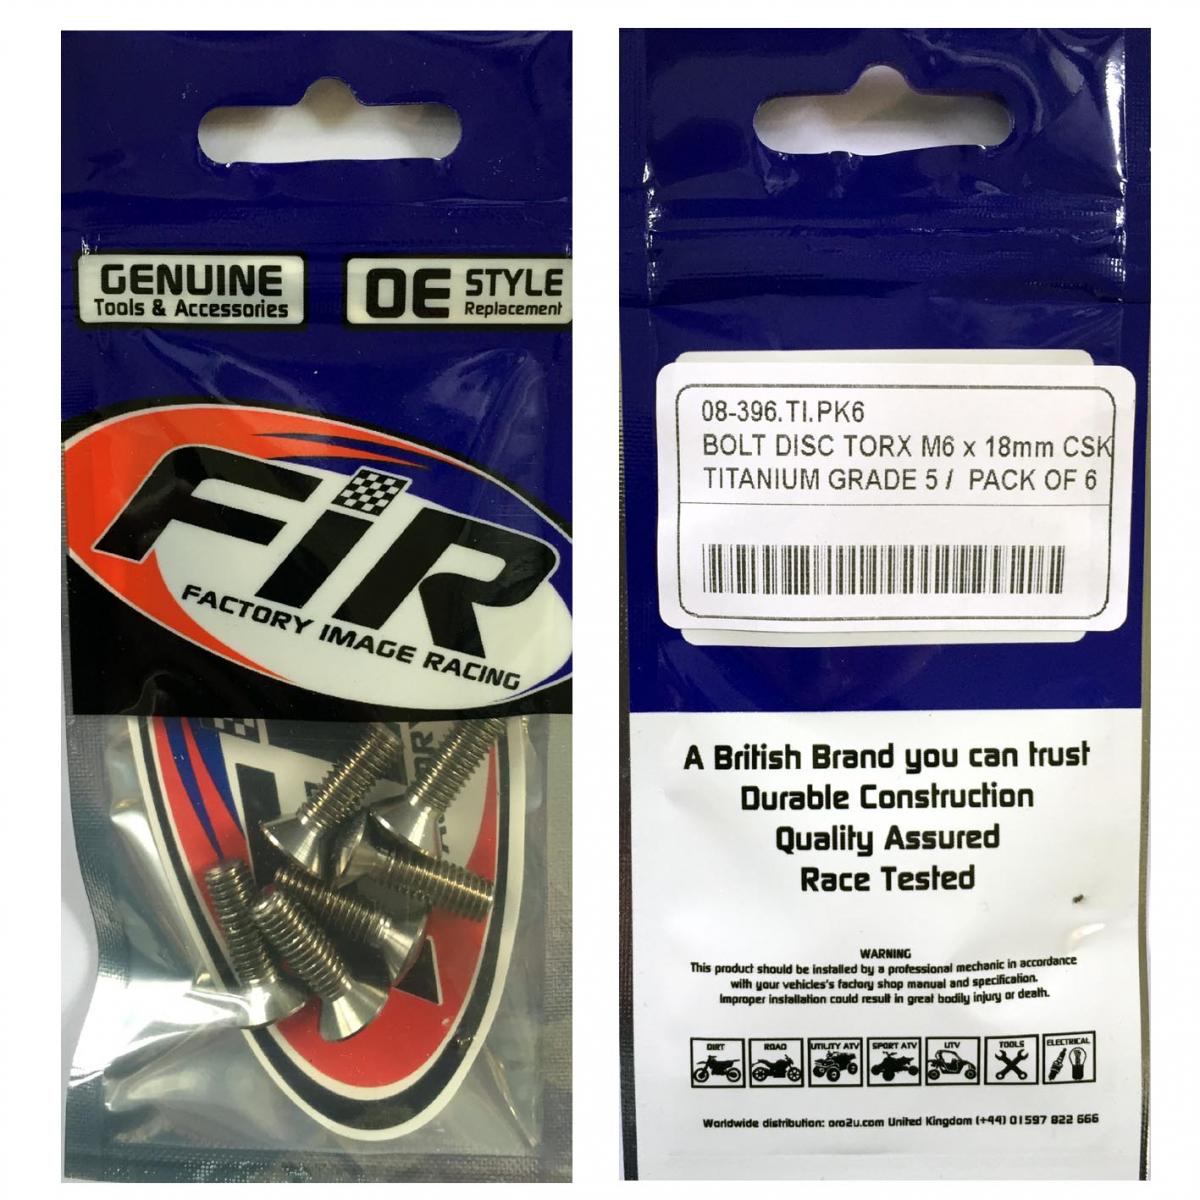 GENUINE
Tools & Accessories
OE STYLE
Replacement
FIR
FACTORY IMAGE RACING
08-396.TI.PK6
BOLT DISC TORX M6 x 18mm CSK
TITANIUM GRADE 5 / PACK OF 6
A British Brand you can trust
Durable Construction
Quality Assured
Race Tested
WARNING
This product should be installed by a professional mechanic in accordance
with your vehicles's factory shop manual and specification.
Improper installation could result in great bodily injury or death.
DIRT ROAD UTILITY ATV SPORT ATV UTV TOOLS ELECTRICAL
Worldwide distribution: oro2u.com United Kingdom (+44) 01597 822 666